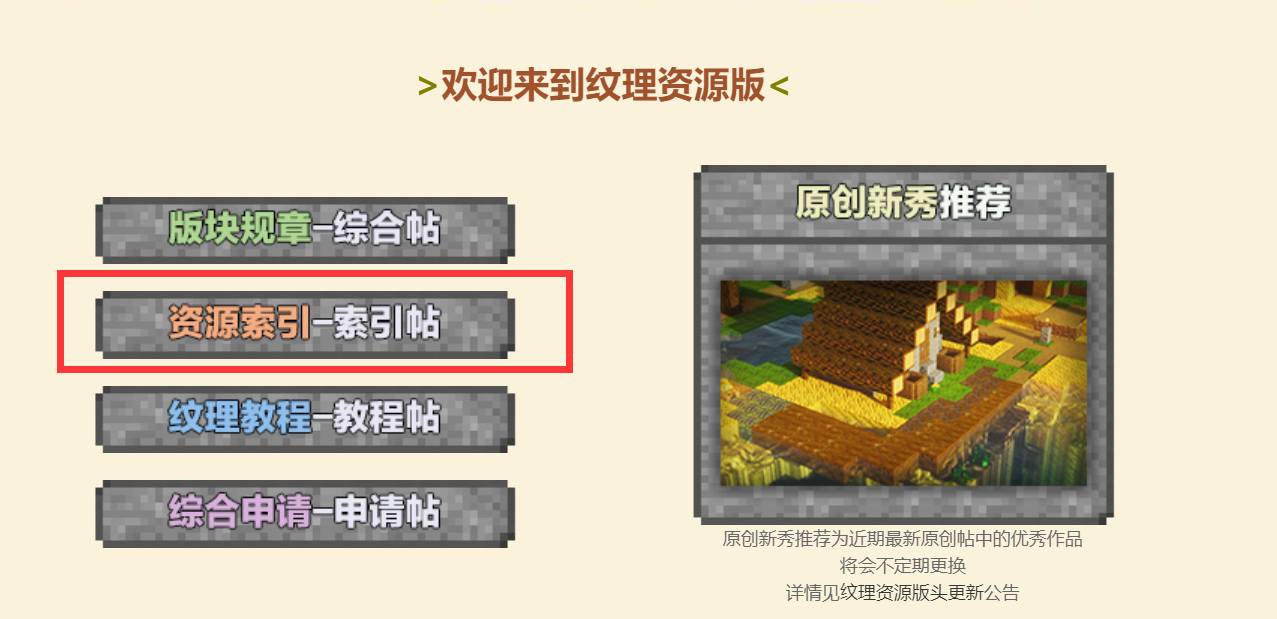 >欢迎来到纹理资源版<
版块规章–综合帖
资源索引–索引帖
纹理教程–教程帖
综合申请–申请帖
原创新秀推荐
原创新秀推荐为近期最新原创帖中的优秀作品
将会不定期更换
详情见纹理资源版头更新公告